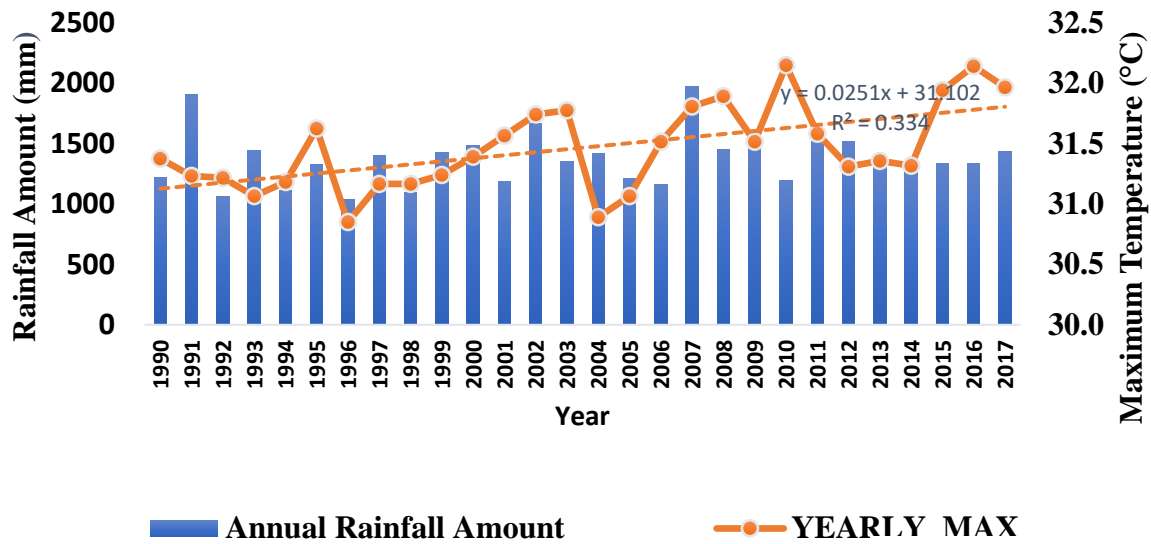 2500
2000
1500
1000
500
0
Rainfall Amount (mm)
32.5
32.0
31.5
31.0
30.5
30.0
Maximum Temperature (°C)
y = 0.0251x + 31.102
R² = 0.334
1990 1991 1992 1993 1994 1995 1996 1997 1998 1999 2000 2001 2002 2003 2004 2005 2006 2007 2008 2009 2010 2011 2012 2013 2014 2015 2016 2017
Year
Annual Rainfall Amount YEARLY MAX